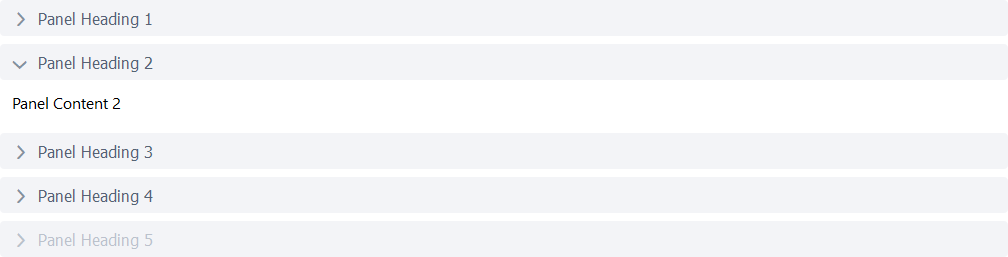 Panel Heading 1
Panel Heading 2
Panel Content 2
Panel Heading 3
Panel Heading 4
Panel Heading 5